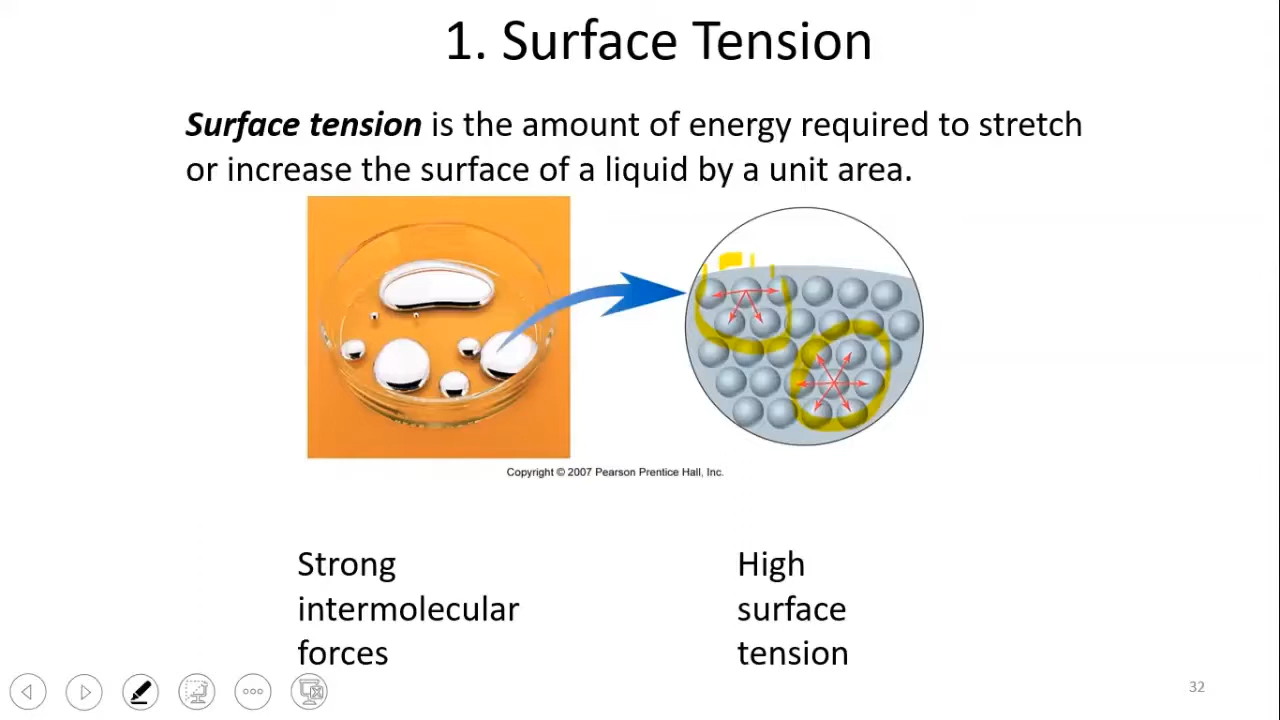 1. Surface Tension
Surface tension is the amount of energy required to stretch
or increase the surface of a liquid by a unit area.
Copyright © 2007 Pearson Prentice Hall, Inc.
Strong
intermolecular
forces
High
surface
tension
32